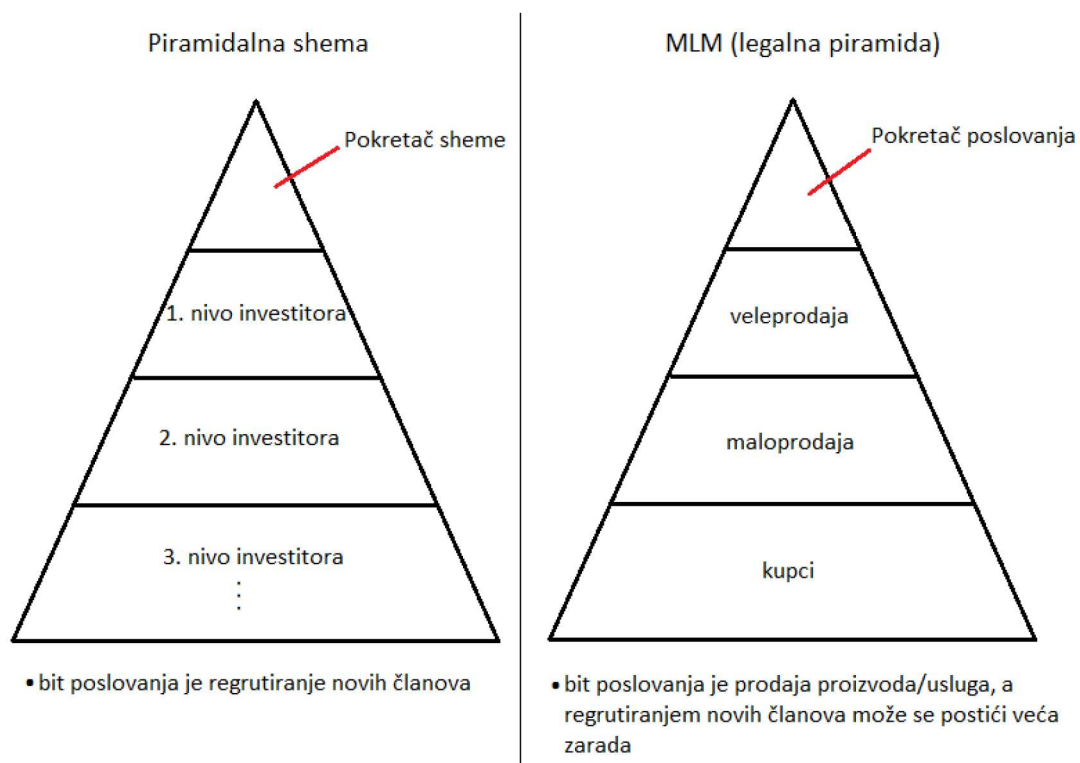 Piramidalna shema
Pokretač sheme
1. nivo investitora
2. nivo investitora
3. nivo investitora
• bit poslovanja je regrutiranje novih članova
MLM (legalna piramida)
Pokretač poslovanja
veleprodaja
maloprodaja
kupci
• bit poslovanja je prodaja proizvoda/usluga, a
regrutiranjem novih članova može se postići veća
zarada